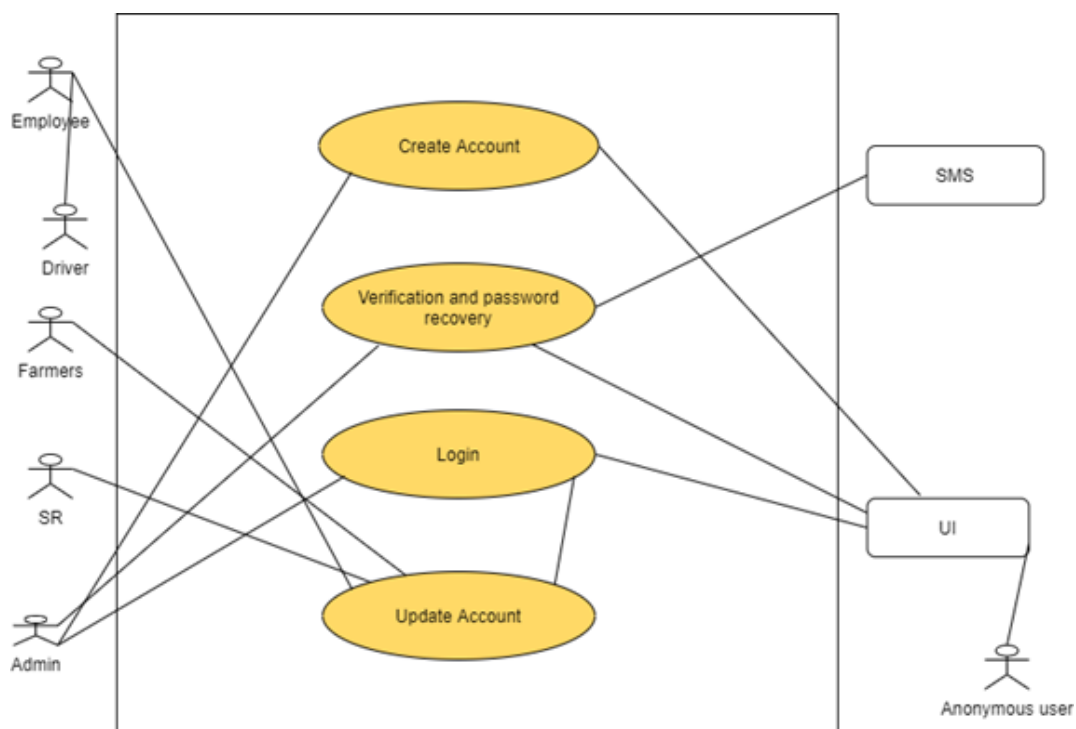 Employee
Driver
Farmers
SR
Admin
Create Account
Verification and password
recovery
Login
Update Account
SMS
UI
Anonymous user